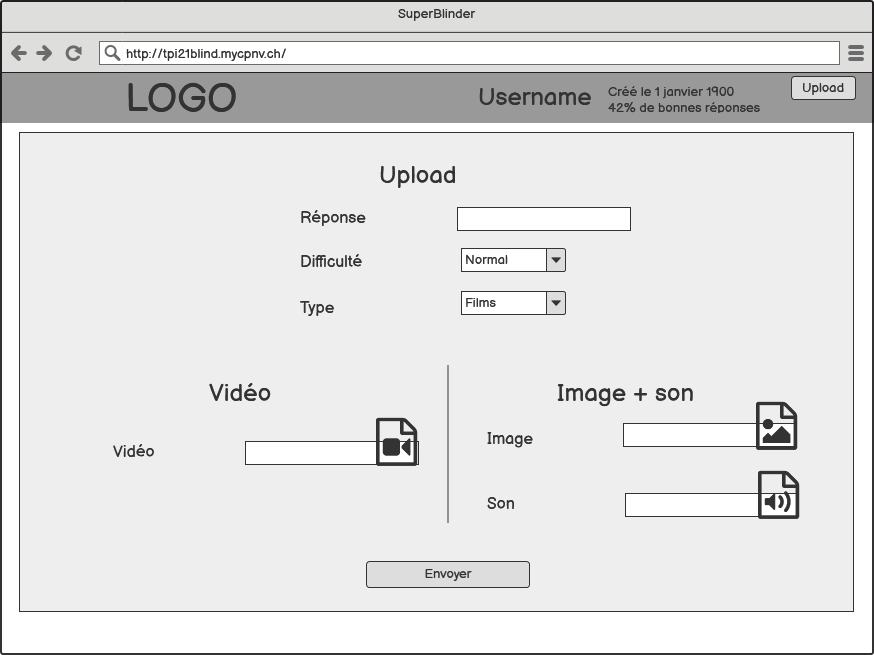 SuperBlinder
http://tpi21blind.mycpnv.ch/
LOGO
Username
Créé le 1 janvier 1900
42% de bonnes réponses
Upload
Upload
Réponse
Difficulté
Normal
Type
Films
Vidéo
Vidéo
Image + son
Image
Son
Envoyer